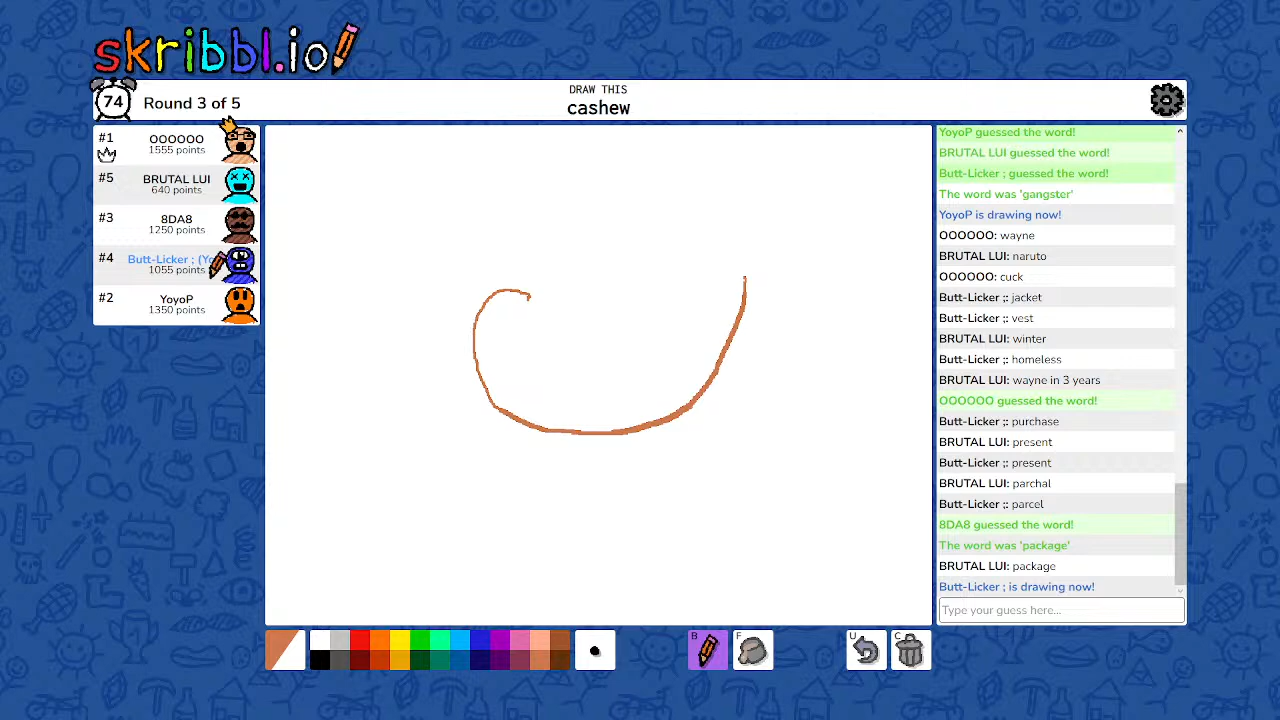 skribbl.io
74
Round 3 of 5
DRAW THIS
cashew
#1
OOOOOO
1555 points
#5
BRUTAL LUI
640 points
#3
8DA8
1250 points
#4
Butt-Licker ; (Yo
1055 points
#2
YoyoP
1350 points
YoyoP guessed the word!
BRUTAL LUI guessed the word!
Butt-Licker ; guessed the word!
The word was 'gangster'
YoyoP is drawing now!
OOOOOO: wayne
BRUTAL LUI: naruto
OOOOOO: cuck
Butt-Licker ;: jacket
Butt-Licker ;: vest
BRUTAL LUI: winter
Butt-Licker ;: homeless
BRUTAL LUI: wayne in 3 years
OOOOOO guessed the word!
Butt-Licker ;: purchase
BRUTAL LUI: present
Butt-Licker ;: present
BRUTAL LUI: parchal
Butt-Licker ;: parcel
8DA8 guessed the word!
The word was 'package'
BRUTAL LUI: package
Butt-Licker ; is drawing now!
Type your guess here...
B
F
U
C